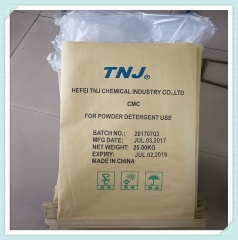 TNJ®
HEFEI TNJ CHEMICAL INDUSTRY CO.,LTD
CMC
FOR POWDER DETERGENT USE
BATCH NO.: 20170703
MFG DATE: JUL.03,2017
NET WEIGHT: 25.00KG
EXPIRY: JUL.02,2019
MADE IN CHINA